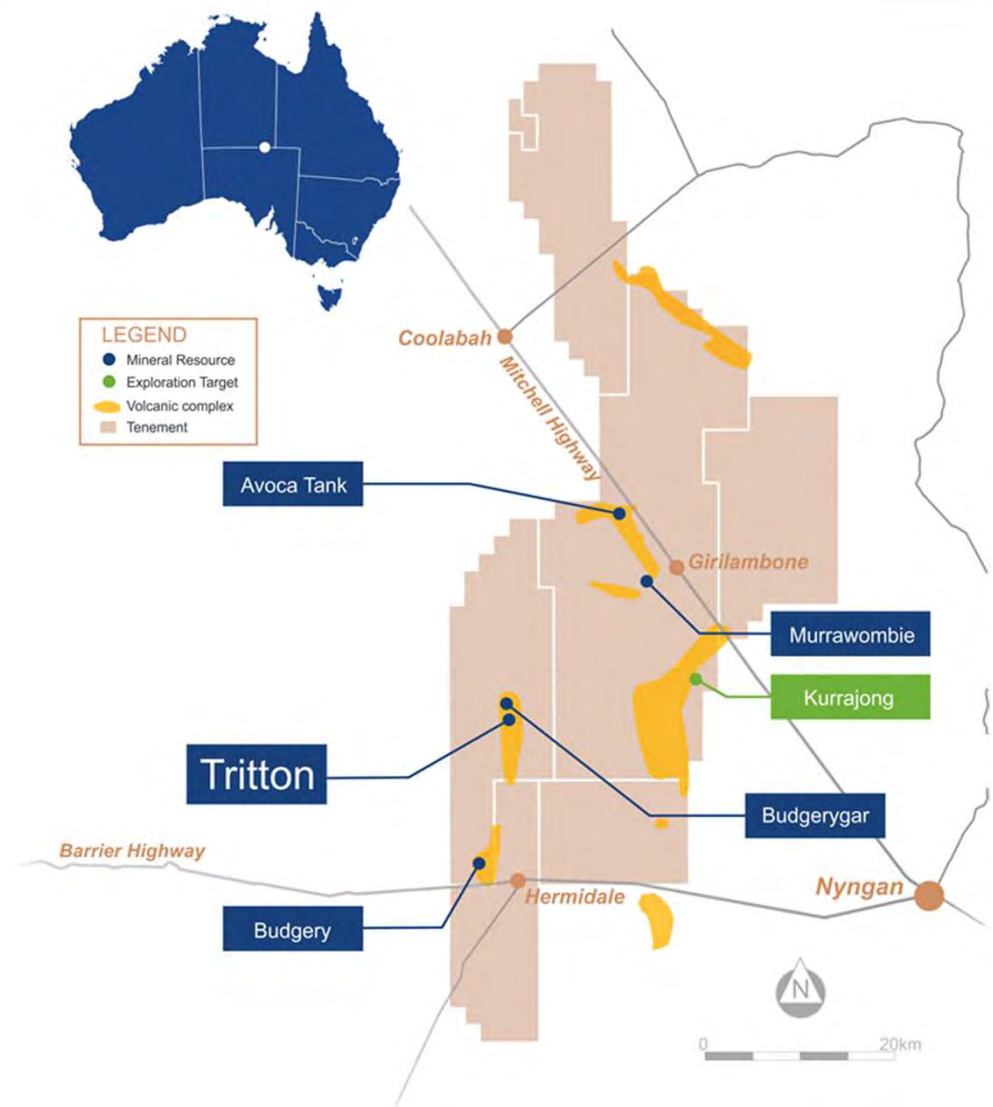 LEGEND
Mineral Resource
Exploration Target
Volcanic complex
Tenement
Coolabah
Mitchell Highway
Avoca Tank
Girilambone
Murrawombie
Kurrajong
Tritton
Budgerygar
Barrier Highway
Hermidale
Nyngan
Budgery
N
0 20km